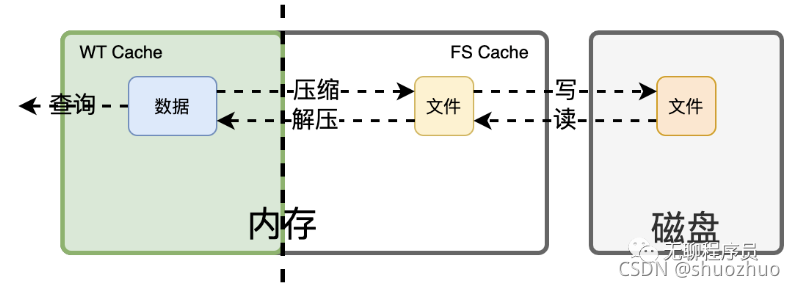 WT Cache
FS Cache
查询
数据
压缩
解压
文件
写
读
文件
内存
磁盘
无聊程序员
CSDN @shuozhuo